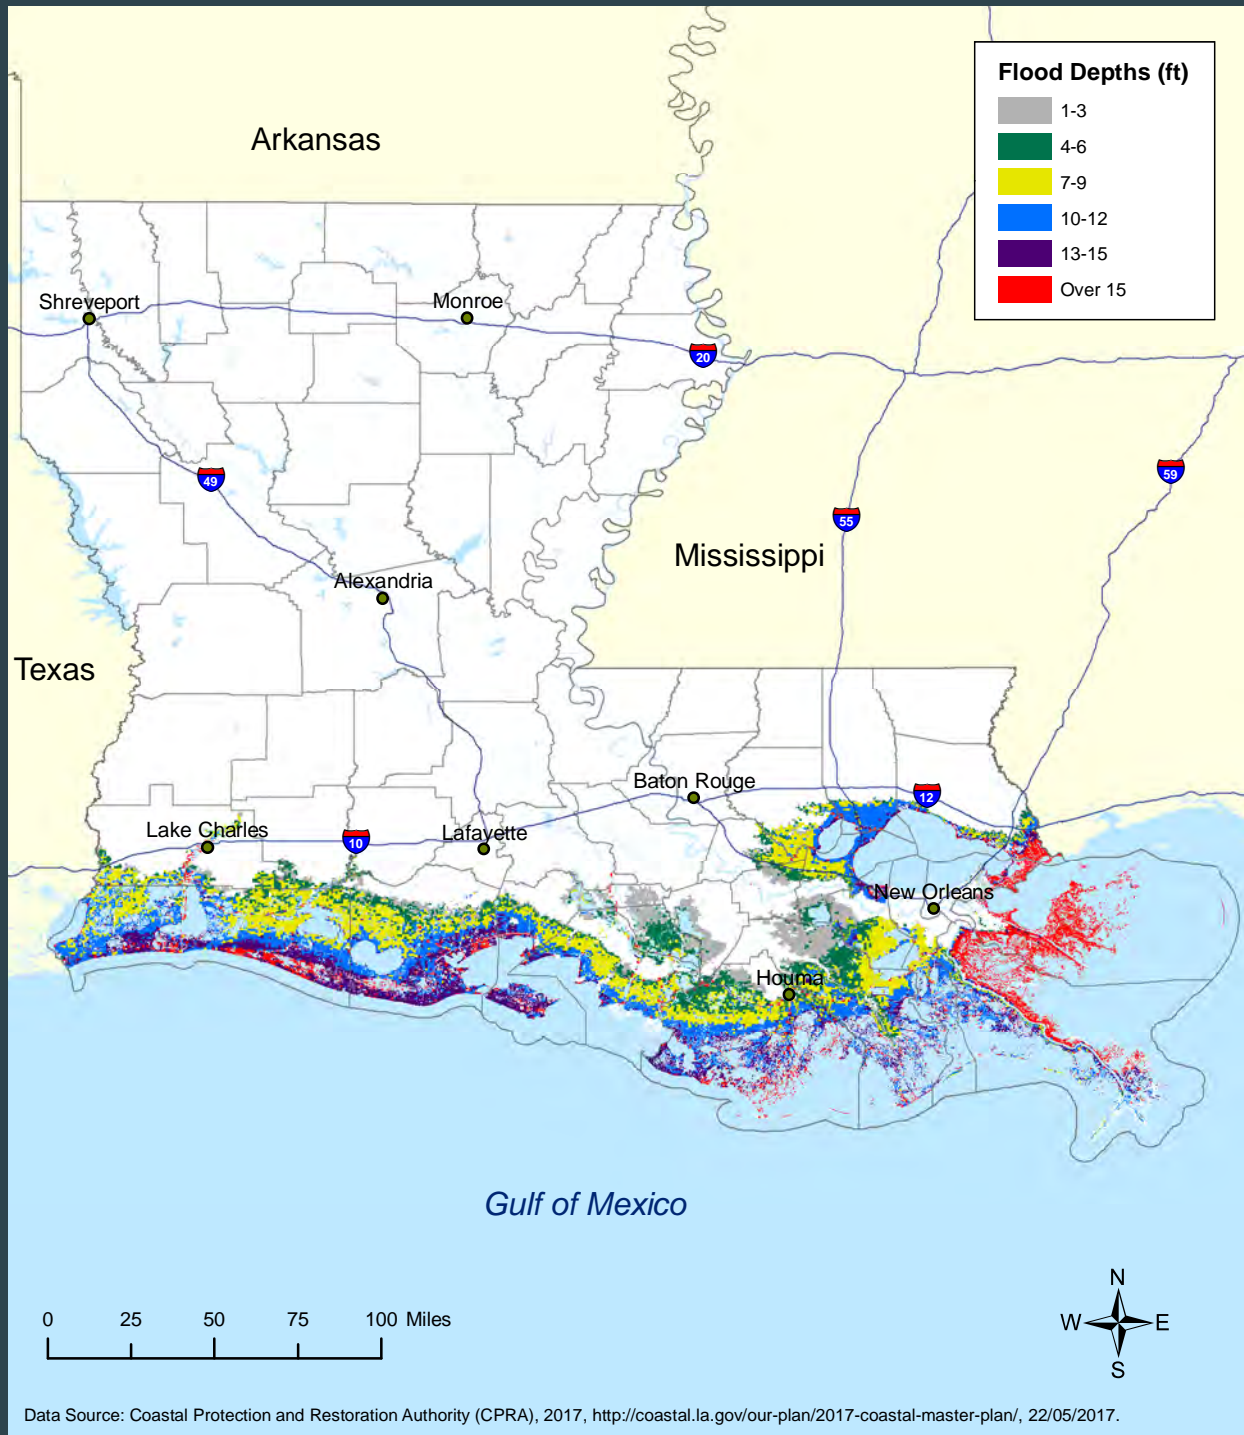 Flood Depths (ft)
1-3
4-6
7-9
10-12
13-15
Over 15
Arkansas
Shreveport
Monroe
20
49
59
55
Mississippi
Alexandria
Texas
Baton Rouge
12
Lake Charles
10
Lafayette
New Orleans
Houma
Gulf of Mexico
N
W E
S
0 25 50 75 100 Miles
Data Source: Coastal Protection and Restoration Authority (CPRA), 2017, http://coastal.la.gov/our-plan/2017-coastal-master-plan/, 22/05/2017.